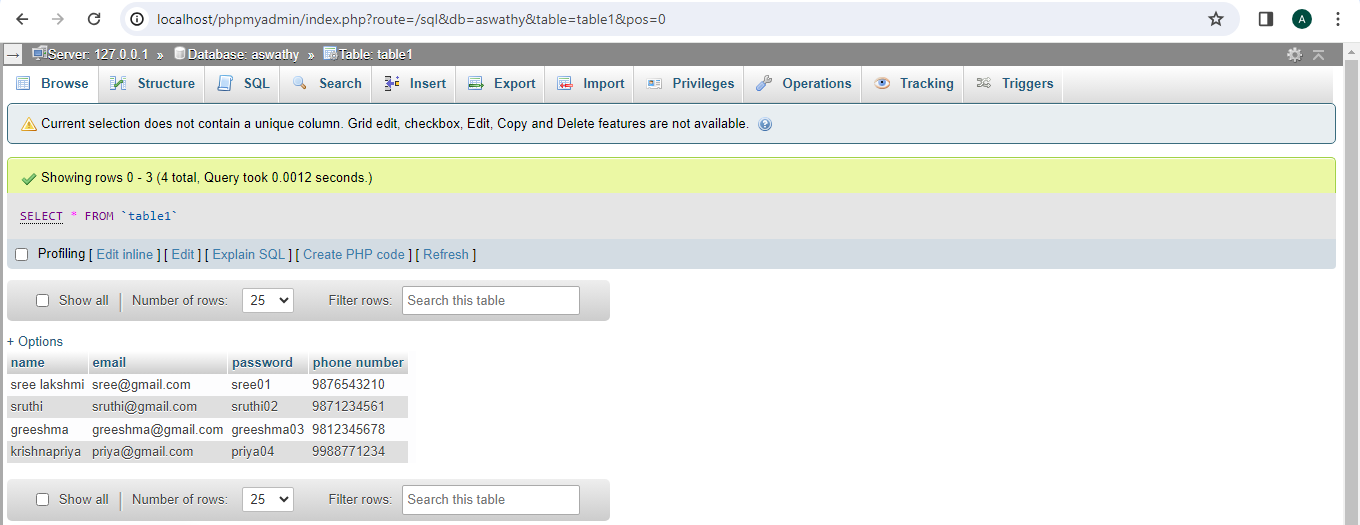 localhost/phpmyadmin/index.php?route=/sql&db=aswathy&table=table1&pos=0
A
Server: 127.0.0.1 » Database: aswathy » Table: table1
Browse Structure SQL Search Insert Export Import Privileges Operations Tracking Triggers
Current selection does not contain a unique column. Grid edit, checkbox, Edit, Copy and Delete features are not available.
Showing rows 0 - 3 (4 total, Query took 0.0012 seconds.)
SELECT * FROM `table1`
Profiling [ Edit inline ] [ Edit ] [ Explain SQL ] [ Create PHP code ] [ Refresh ]
Show all | Number of rows: 25 Filter rows: Search this table
+ Options
name email password phone number
sree lakshmi sree@gmail.com sree01 9876543210
sruthi sruthi@gmail.com sruthi02 9871234561
greeshma greeshma@gmail.com greeshma03 9812345678
krishnapriya priya@gmail.com priya04 9988771234
Show all | Number of rows: 25 Filter rows: Search this table